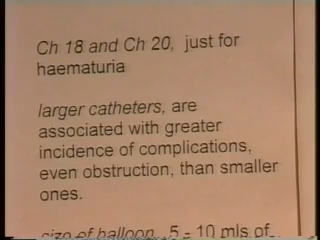 Ch 18 and Ch 20, just for
haematuria
larger catheters, are
associated with greater
incidence of complications,
even obstruction, than smaller
ones.
size of balloon, 5 - 10 mls of